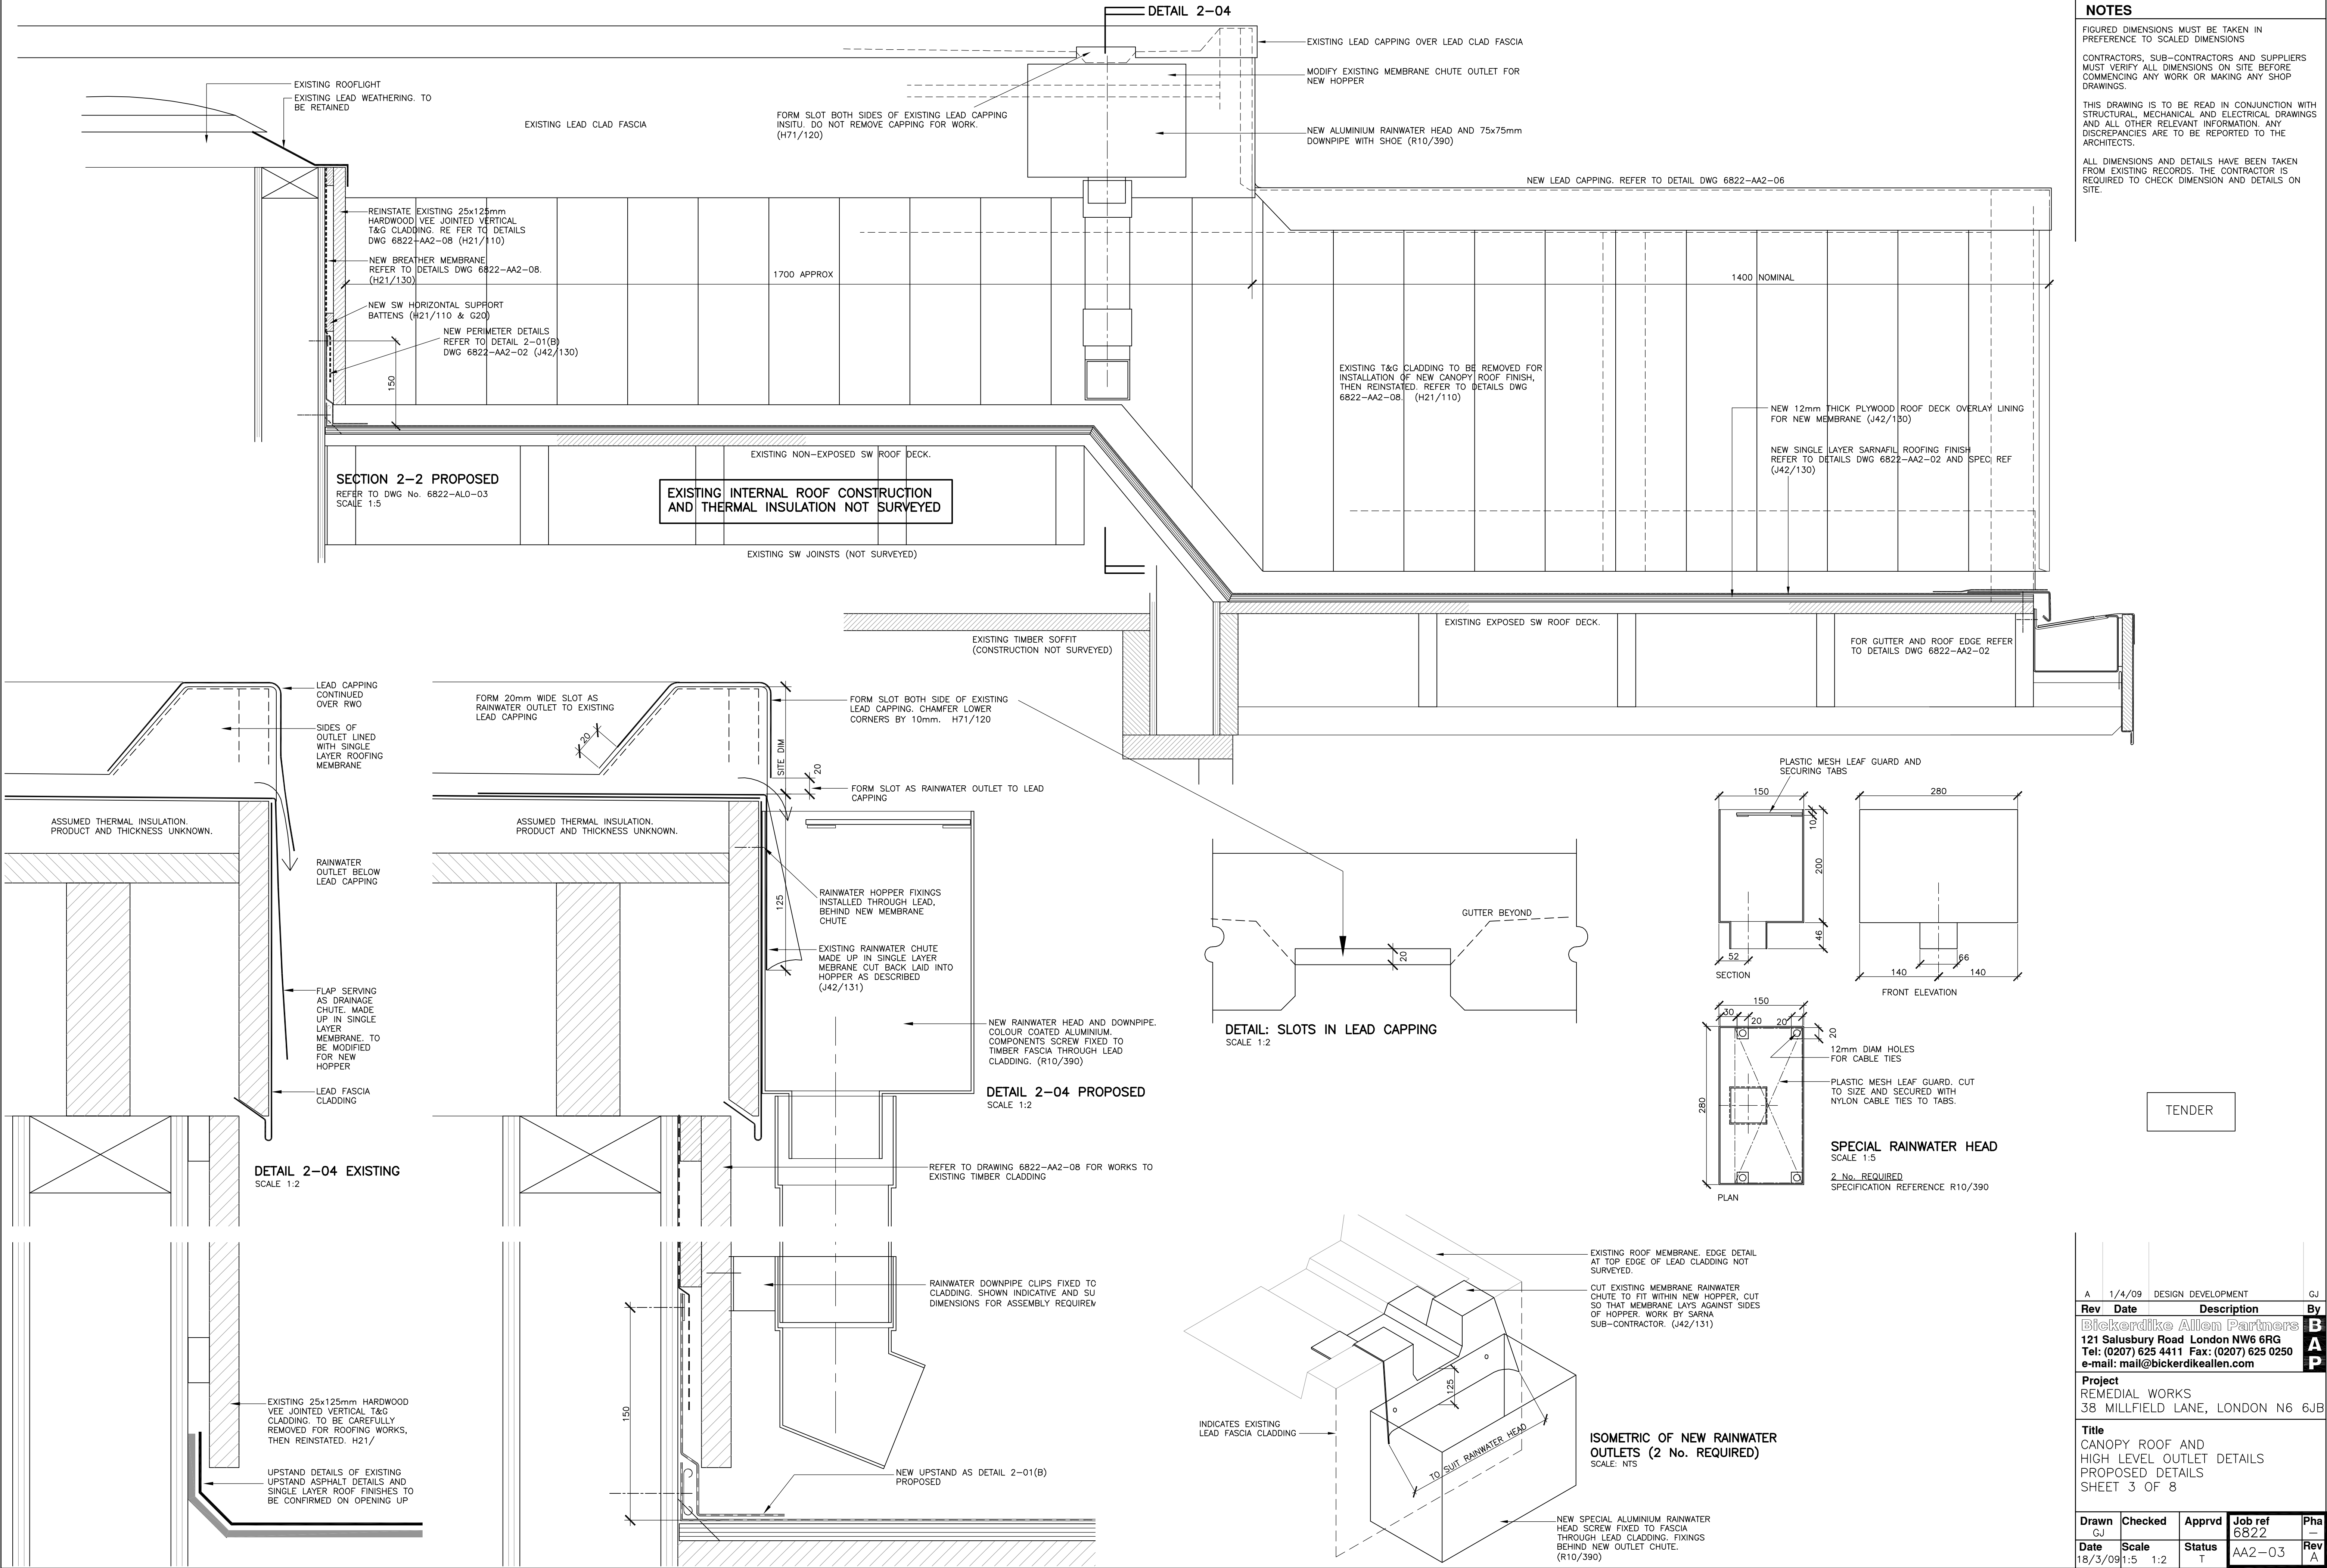 DETAIL 2-04
EXISTING LEAD CAPPING OVER LEAD CLAD FASCIA
MODIFY EXISTING MEMBRANE CHUTE OUTLET FOR
NEW HOPPER
NEW ALUMINIUM RAINWATER HEAD AND 75x75mm
DOWNPIPE WITH SHOE (R10/390)
EXISTING ROOFLIGHT
EXISTING LEAD WEATHERING. TO
BE RETAINED
EXISTING LEAD CLAD FASCIA
FORM SLOT BOTH SIDES OF EXISTING LEAD CAPPING
INSITU. DO NOT REMOVE CAPPING FOR WORK.
(H71/120)
NEW LEAD CAPPING. REFER TO DETAIL DWG 6822-AA2-06
REINSTATE EXISTING 25x125mm
HARDWOOD VEE JOINTED VERTICAL
T&G CLADDING. RE FER TO DETAILS
DWG 6822-AA2-08 (H21/110)
NEW BREATHER MEMBRANE
REFER TO DETAILS DWG 6822-AA2-08.
(H21/130)
NEW SW HORIZONTAL SUPPORT
BATTENS (H21/110 & G20)
NEW PERIMETER DETAILS
REFER TO DETAIL 2-01(B)
DWG 6822-AA2-02 (J42/130)
150
1700 APPROX
1400 NOMINAL
EXISTING T&G CLADDING TO BE REMOVED FOR
INSTALLATION OF NEW CANOPY ROOF FINISH,
THEN REINSTATED. REFER TO DETAILS DWG
6822-AA2-08. (H21/110)
NEW 12mm THICK PLYWOOD ROOF DECK OVERLAY LINING
FOR NEW MEMBRANE (J42/130)
NEW SINGLE LAYER SARNAFIL ROOFING FINISH
REFER TO DETAILS DWG 6822-AA2-02 AND SPEC REF
(J42/130)
EXISTING NON-EXPOSED SW ROOF DECK.
SECTION 2-2 PROPOSED
REFER TO DWG No. 6822-AL0-03
SCALE 1:5
EXISTING INTERNAL ROOF CONSTRUCTION
AND THERMAL INSULATION NOT SURVEYED
EXISTING SW JOINSTS (NOT SURVEYED)
EXISTING TIMBER SOFFIT
(CONSTRUCTION NOT SURVEYED)
EXISTING EXPOSED SW ROOF DECK.
FOR GUTTER AND ROOF EDGE REFER
TO DETAILS DWG 6822-AA2-02
LEAD CAPPING
CONTINUED
OVER RWO
SIDES OF
OUTLET LINED
WITH SINGLE
LAYER ROOFING
MEMBRANE
ASSUMED THERMAL INSULATION.
PRODUCT AND THICKNESS UNKNOWN.
RAINWATER
OUTLET BELOW
LEAD CAPPING
FLAP SERVING
AS DRAINAGE
CHUTE. MADE
UP IN SINGLE
LAYER
MEMBRANE. TO
BE MODIFIED
FOR NEW
HOPPER
LEAD FASCIA
CLADDING
DETAIL 2-04 EXISTING
SCALE 1:2
EXISTING 25x125mm HARDWOOD
VEE JOINTED VERTICAL T&G
CLADDING. TO BE CAREFULLY
REMOVED FOR ROOFING WORKS,
THEN REINSTATED. H21/
UPSTAND DETAILS OF EXISTING
UPSTAND ASPHALT DETAILS AND
SINGLE LAYER ROOF FINISHES TO
BE CONFIRMED ON OPENING UP
FORM 20mm WIDE SLOT AS
RAINWATER OUTLET TO EXISTING
LEAD CAPPING
20
SITE DIM
20
FORM SLOT BOTH SIDE OF EXISTING
LEAD CAPPING. CHAMFER LOWER
CORNERS BY 10mm. H71/120
FORM SLOT AS RAINWATER OUTLET TO LEAD
CAPPING
ASSUMED THERMAL INSULATION.
PRODUCT AND THICKNESS UNKNOWN.
125
RAINWATER HOPPER FIXINGS
INSTALLED THROUGH LEAD,
BEHIND NEW MEMBRANE
CHUTE
EXISTING RAINWATER CHUTE
MADE UP IN SINGLE LAYER
MEBRANE CUT BACK LAID INTO
HOPPER AS DESCRIBED
(J42/131)
NEW RAINWATER HEAD AND DOWNPIPE.
COLOUR COATED ALUMINIUM.
COMPONENTS SCREW FIXED TO
TIMBER FASCIA THROUGH LEAD
CLADDING. (R10/390)
DETAIL 2-04 PROPOSED
SCALE 1:2
REFER TO DRAWING 6822-AA2-08 FOR WORKS TO
EXISTING TIMBER CLADDING
RAINWATER DOWNPIPE CLIPS FIXED TO
CLADDING. SHOWN INDICATIVE AND SU
DIMENSIONS FOR ASSEMBLY REQUIREM
150
NEW UPSTAND AS DETAIL 2-01(B)
PROPOSED
GUTTER BEYOND
20
DETAIL: SLOTS IN LEAD CAPPING
SCALE 1:2
PLASTIC MESH LEAF GUARD AND
SECURING TABS
150
10
200
46
52
SECTION
280
66
140
140
FRONT ELEVATION
150
30
20
20
20
280
12mm DIAM HOLES
FOR CABLE TIES
PLASTIC MESH LEAF GUARD. CUT
TO SIZE AND SECURED WITH
NYLON CABLE TIES TO TABS.
PLAN
SPECIAL RAINWATER HEAD
SCALE 1:5
2 No. REQUIRED
SPECIFICATION REFERENCE R10/390
EXISTING ROOF MEMBRANE. EDGE DETAIL
AT TOP EDGE OF LEAD CLADDING NOT
SURVEYED.
CUT EXISTING MEMBRANE RAINWATER
CHUTE TO FIT WITHIN NEW HOPPER, CUT
SO THAT MEMBRANE LAYS AGAINST SIDES
OF HOPPER. WORK BY SARNA
SUB-CONTRACTOR. (J42/131)
125
INDICATES EXISTING
LEAD FASCIA CLADDING
TO SUIT RAINWATER HEAD
ISOMETRIC OF NEW RAINWATER
OUTLETS (2 No. REQUIRED)
SCALE: NTS
NEW SPECIAL ALUMINIUM RAINWATER
HEAD SCREW FIXED TO FASCIA
THROUGH LEAD CLADDING. FIXINGS
BEHIND NEW OUTLET CHUTE.
(R10/390)
NOTES
FIGURED DIMENSIONS MUST BE TAKEN IN
PREFERENCE TO SCALED DIMENSIONS
CONTRACTORS, SUB-CONTRACTORS AND SUPPLIERS
MUST VERIFY ALL DIMENSIONS ON SITE BEFORE
COMMENCING ANY WORK OR MAKING ANY SHOP
DRAWINGS.
THIS DRAWING IS TO BE READ IN CONJUNCTION WITH
STRUCTURAL, MECHANICAL AND ELECTRICAL DRAWINGS
AND ALL OTHER RELEVANT INFORMATION. ANY
DISCREPANCIES ARE TO BE REPORTED TO THE
ARCHITECTS.
ALL DIMENSIONS AND DETAILS HAVE BEEN TAKEN
FROM EXISTING RECORDS. THE CONTRACTOR IS
REQUIRED TO CHECK DIMENSION AND DETAILS ON
SITE.
TENDER
A 1/4/09 DESIGN DEVELOPMENT GJ
Rev Date Description By
Bickerdike Allen Partners
BAP
121 Salusbury Road London NW6 6RG
Tel: (0207) 625 4411 Fax: (0207) 625 0250
e-mail: mail@bickerdikeallen.com
Project
REMEDIAL WORKS
38 MILLFIELD LANE, LONDON N6 6JB
Title
CANOPY ROOF AND
HIGH LEVEL OUTLET DETAILS
PROPOSED DETAILS
SHEET 3 OF 8
Drawn Checked Apprvd Job ref Pha
GJ 6822 -
Date Scale Status AA2-03 Rev
18/3/09 1:5 1:2 T A